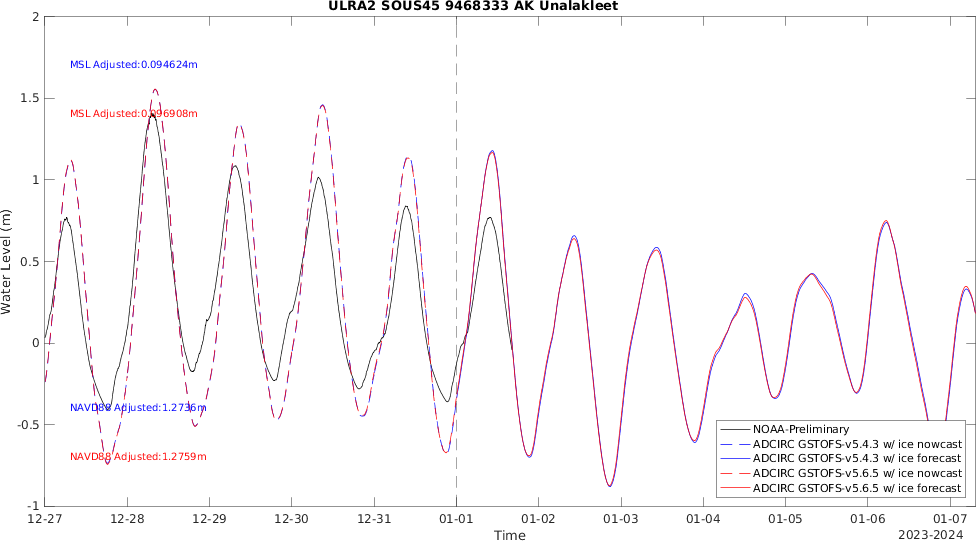 ULRA2 SOUS45 9468333 AK Unalakleet
2
1.5
1
0.5
0
-0.5
-1
Water Level (m)
MSL Adjusted:0.094624m
MSL Adjusted:0.096908m
NAVD88 Adjusted:1.2736m
NAVD88 Adjusted:1.2759m
NOAA-Preliminary
ADCIRC GSTOFS-v5.4.3 w/ ice nowcast
ADCIRC GSTOFS-v5.4.3 w/ ice forecast
ADCIRC GSTOFS-v5.6.5 w/ ice nowcast
ADCIRC GSTOFS-v5.6.5 w/ ice forecast
12-27 12-28 12-29 12-30 12-31 01-01 01-02 01-03 01-04 01-05 01-06 01-07
Time
2023-2024